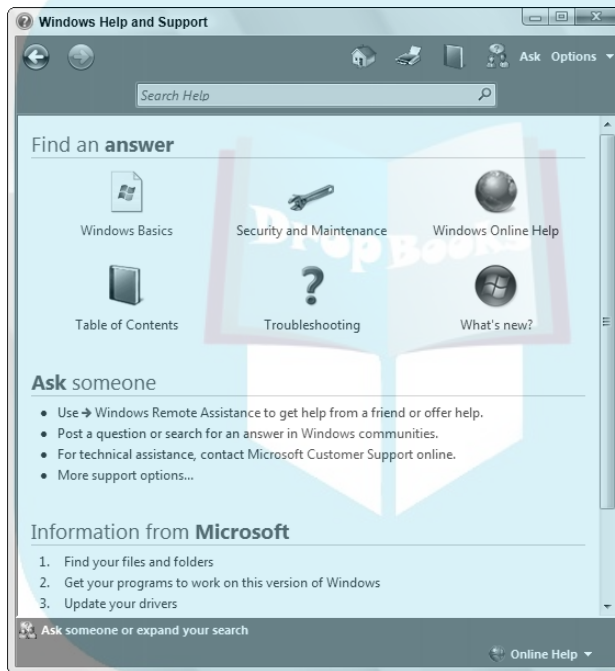 Windows Help and Support
Ask Options
Search Help
Find an answer
Windows Basics
Security and Maintenance
Windows Online Help
Drop Books
Table of Contents
Troubleshooting
What's new?
Ask someone
Use → Windows Remote Assistance to get help from a friend or offer help.
Post a question or search for an answer in Windows communities.
For technical assistance, contact Microsoft Customer Support online.
More support options...
Information from Microsoft
1. Find your files and folders
2. Get your programs to work on this version of Windows
3. Update your drivers
Ask someone or expand your search
Online Help